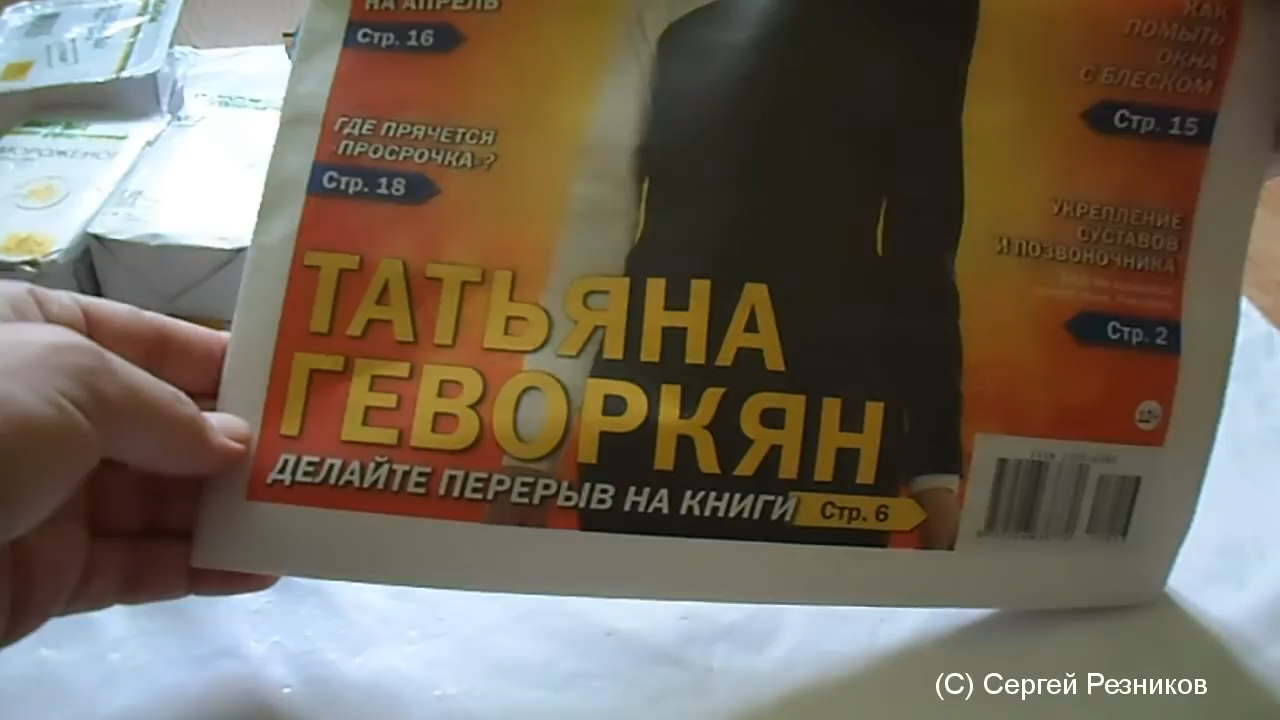 НА АПРЕЛЬ
Стр. 16
ГДЕ ПРЯЧЕТСЯ
«ПРОСРОЧКА»?
Стр. 18
КАК
ПОМЫТЬ
ОКНА
С БЛЕСКОМ
Стр. 15
УКРЕПЛЕНИЕ
СУСТАВОВ
И ПОЗВОНОЧНИКА
Стр. 2
12+
ТАТЬЯНА
ГЕВОРКЯН
ДЕЛАЙТЕ ПЕРЕРЫВ НА КНИГИ
Стр. 6
(C) Сергей Резников